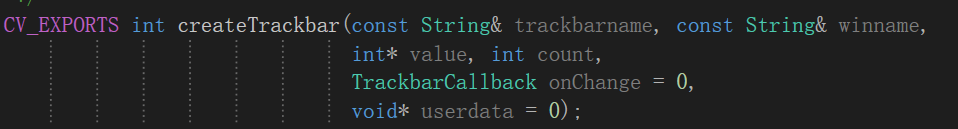 */
CV_EXPORTS int createTrackbar(const String& trackbarname, const String& winname,
int* value, int count,
TrackbarCallback onChange = 0,
void* userdata = 0);